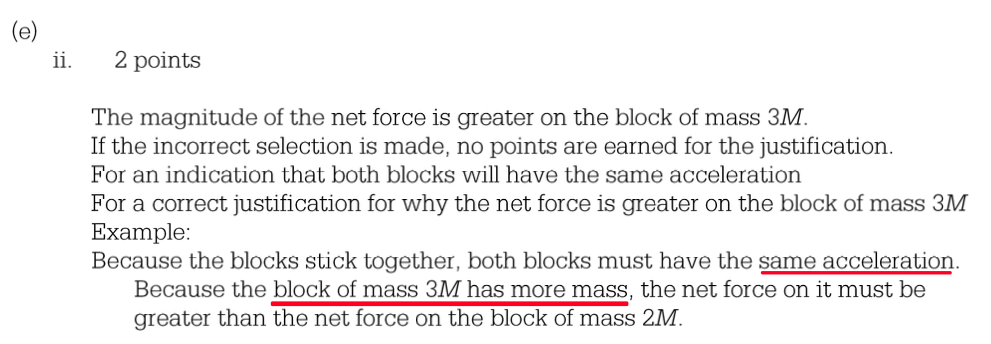 (e)
ii. 2 points
The magnitude of the net force is greater on the block of mass 3M.
If the incorrect selection is made, no points are earned for the justification.
For an indication that both blocks will have the same acceleration
For a correct justification for why the net force is greater on the block of mass 3M
Example:
Because the blocks stick together, both blocks must have the same acceleration.
Because the block of mass 3M has more mass, the net force on it must be
greater than the net force on the block of mass 2M.